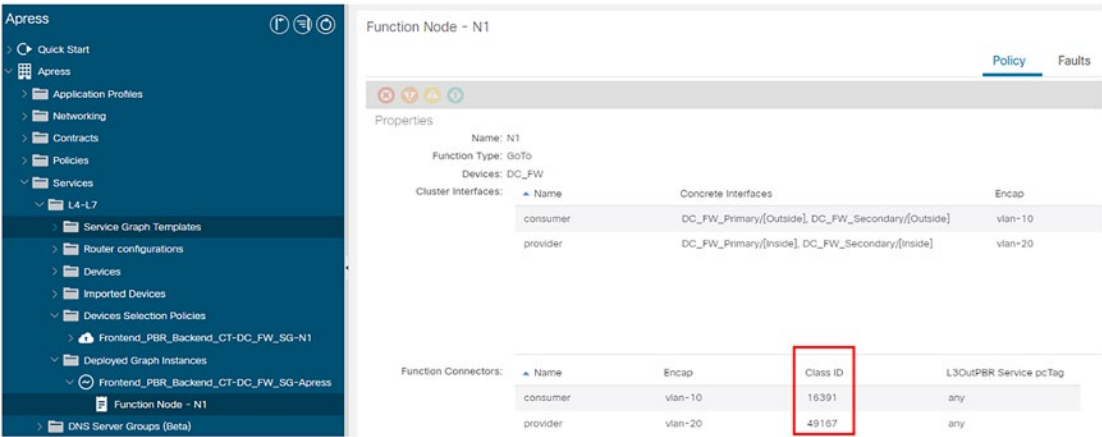 Apress
Quick Start
Apress
Application Profiles
Networking
Contracts
Policies
Services
L4-L7
Service Graph Templates
Router configurations
Devices
Imported Devices
Devices Selection Policies
Frontend_PBR_Backend_CT-DC_FW_SG-N1
Deployed Graph Instances
Frontend_PBR_Backend_CT-DC_FW_SG-Apress
Function Node - N1
DNS Server Groups (Beta)
Function Node - N1
Policy Faults
Properties
Name: N1
Function Type: GoTo
Devices: DC_FW
Cluster Interfaces: Name Concrete Interfaces Encap
consumer DC_FW_Primary/[Outside], DC_FW_Secondary/[Outside] vlan-10
provider DC_FW_Primary/[Inside], DC_FW_Secondary/[Inside] vlan-20
Function Connectors: Name Encap Class ID L3OutPBR Service pcTag
consumer vlan-10 16391 any
provider vlan-20 49167 any